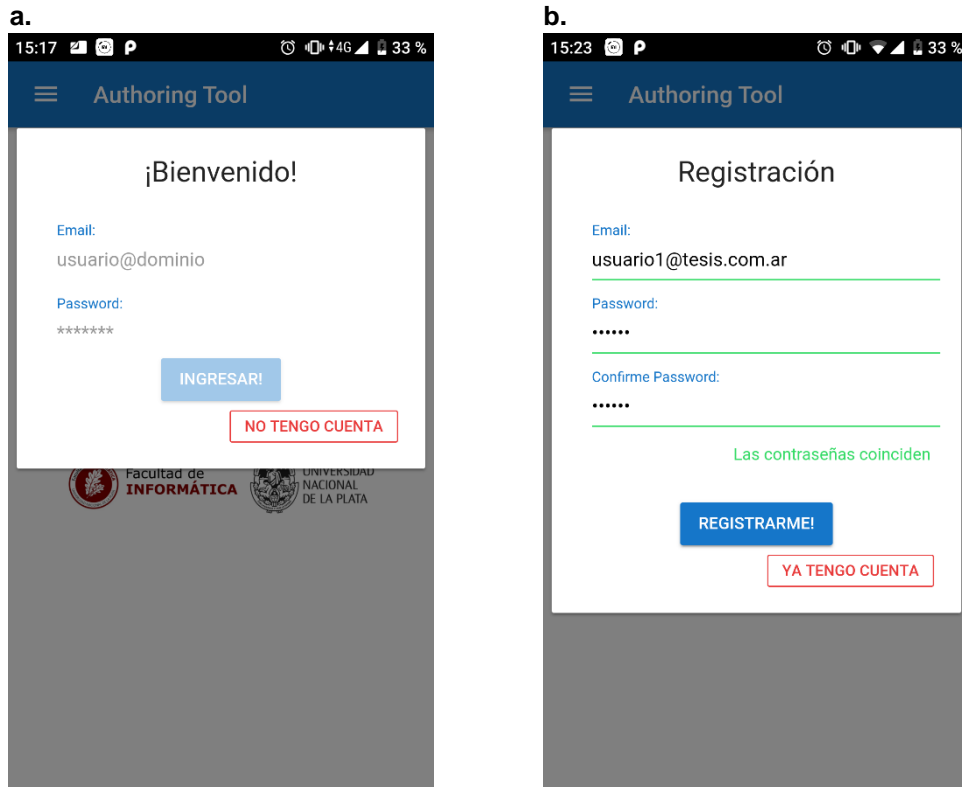 a.
15:17 4G 33 %
Authoring Tool
¡Bienvenido!
Email:
usuario@dominio
Password:
*******
INGRESAR!
NO TENGO CUENTA
Facultad de
INFORMÁTICA
UNIVERSIDAD
NACIONAL
DE LA PLATA
b.
15:23 33 %
Authoring Tool
Registración
Email:
usuario1@tesis.com.ar
Password:
••••••
Confirme Password:
••••••
Las contraseñas coinciden
REGISTRARME!
YA TENGO CUENTA